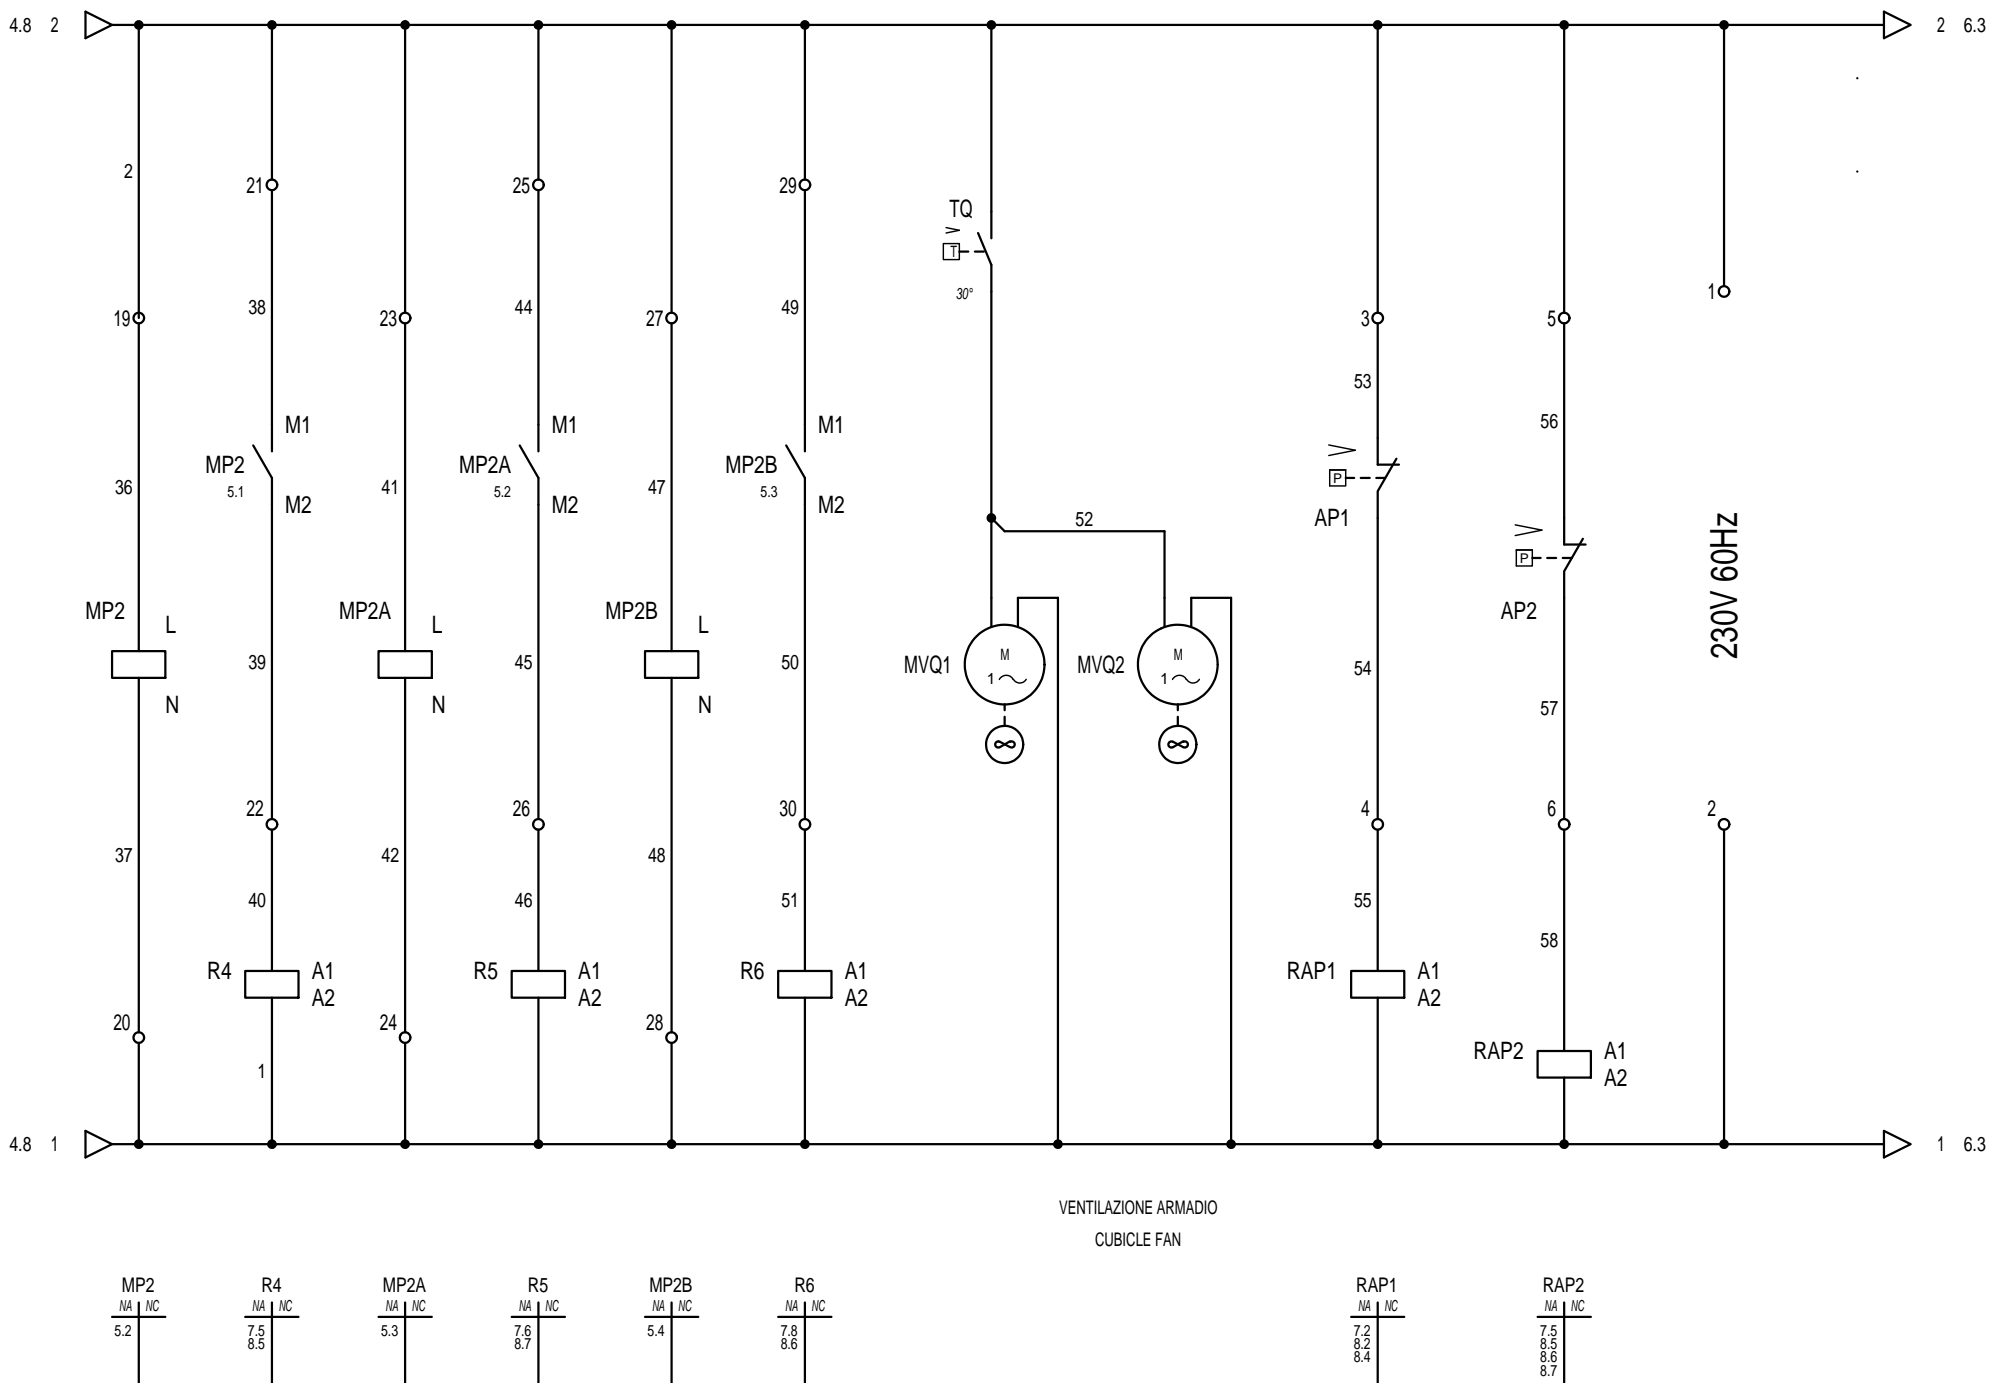 4.8 2
2 6.3
2
21
25
29
TQ
>
T
30°
19
38
23
44
27
49
3
5
1
53
56
M1
M1
M1
MP2
5.1
MP2A
5.2
MP2B
5.3
M2
M2
M2
36
41
47
52
P
AP1
P
AP2
230V 60Hz
MP2
L
N
MP2A
L
N
MP2B
L
N
39
45
50
MVQ1
M
1
MVQ2
M
1
54
57
22
26
30
4
6
2
37
42
48
40
46
51
55
58
R4
A1
A2
R5
A1
A2
R6
A1
A2
RAP1
A1
A2
20
24
28
RAP2
A1
A2
1
4.8 1
1 6.3
VENTILAZIONE ARMADIO
CUBICLE FAN
MP2
NA NC
5.2
R4
NA NC
7.5
8.5
MP2A
NA NC
5.3
R5
NA NC
7.6
8.7
MP2B
NA NC
5.4
R6
NA NC
7.8
8.6
RAP1
NA NC
7.2
8.2
8.4
RAP2
NA NC
7.5
8.5
8.6
8.7